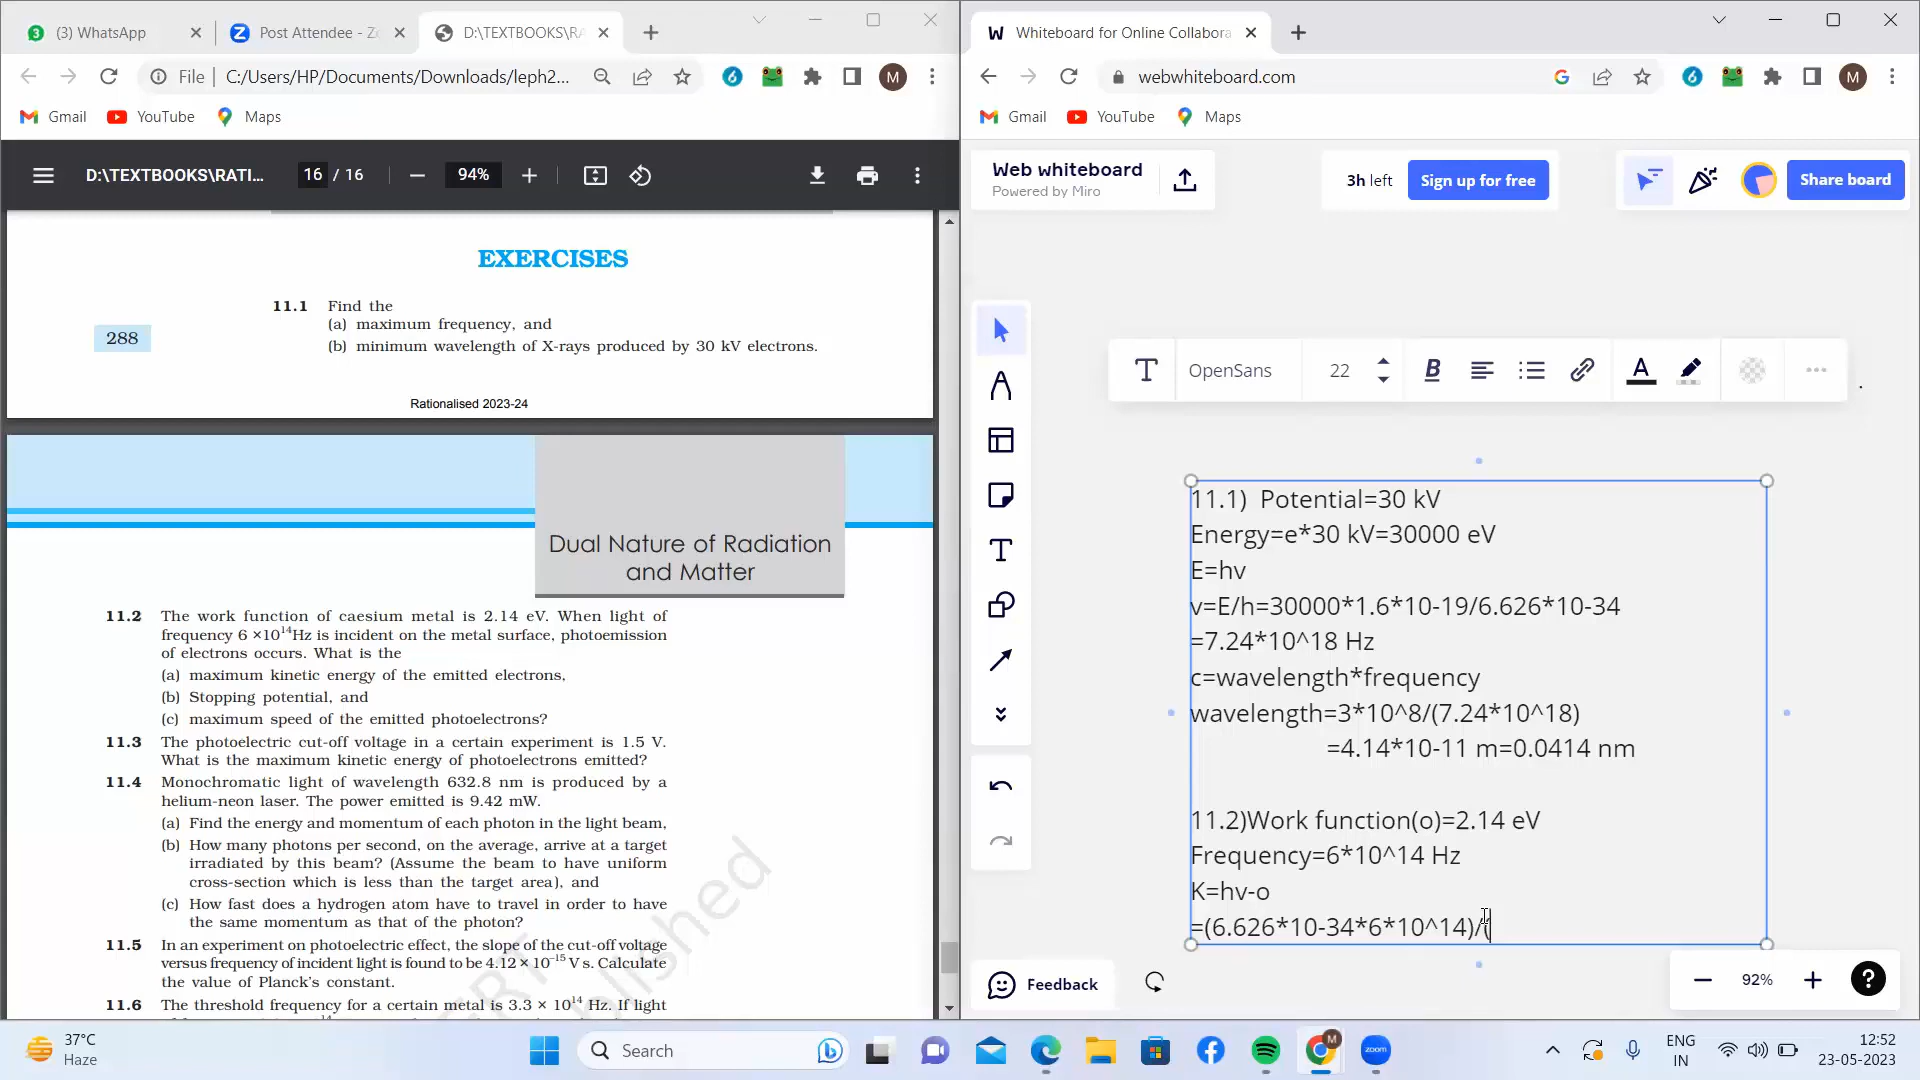 (3) WhatsApp
Post Attendee - Z
D:\TEXTBOOKS\RA
File
C:/Users/HP/Documents/Downloads/leph2...
M
Gmail
YouTube
Maps
D:\TEXTBOOKS\RATI...
16 / 16
94%
EXERCISES
11.1 Find the
(a) maximum frequency, and
288
(b) minimum wavelength of X-rays produced by 30 kV electrons.
Rationalised 2023-24
Dual Nature of Radiation
and Matter
11.2 The work function of caesium metal is 2.14 eV. When light of
frequency 6 ×10¹⁴Hz is incident on the metal surface, photoemission
of electrons occurs. What is the
(a) maximum kinetic energy of the emitted electrons,
(b) Stopping potential, and
(c) maximum speed of the emitted photoelectrons?
11.3 The photoelectric cut-off voltage in a certain experiment is 1.5 V.
What is the maximum kinetic energy of photoelectrons emitted?
11.4 Monochromatic light of wavelength 632.8 nm is produced by a
helium-neon laser. The power emitted is 9.42 mW.
(a) Find the energy and momentum of each photon in the light beam,
(b) How many photons per second, on the average, arrive at a target
irradiated by this beam? (Assume the beam to have uniform
cross-section which is less than the target area), and
(c) How fast does a hydrogen atom have to travel in order to have
the same momentum as that of the photon?
11.5 In an experiment on photoelectric effect, the slope of the cut-off voltage
versus frequency of incident light is found to be 4.12 × 10⁻¹⁵ V s. Calculate
the value of Planck's constant.
11.6 The threshold frequency for a certain metal is 3.3 × 10¹⁴ Hz. If light
Whiteboard for Online Collabora
webwhiteboard.com
M
Gmail
YouTube
Maps
Web whiteboard
Powered by Miro
3h left
Sign up for free
Share board
OpenSans
22
B
A
11.1) Potential=30 kV
Energy=e*30 kV=30000 eV
E=hv
v=E/h=30000*1.6*10-19/6.626*10-34
=7.24*10^18 Hz
c=wavelength*frequency
wavelength=3*10^8/(7.24*10^18)
=4.14*10-11 m=0.0414 nm
11.2)Work function(o)=2.14 eV
Frequency=6*10^14 Hz
K=hv-o
=(6.626*10-34*6*10^14)/(
Feedback
92%
37°C
Haze
Search
zoom
ENG
IN
12:52
23-05-2023